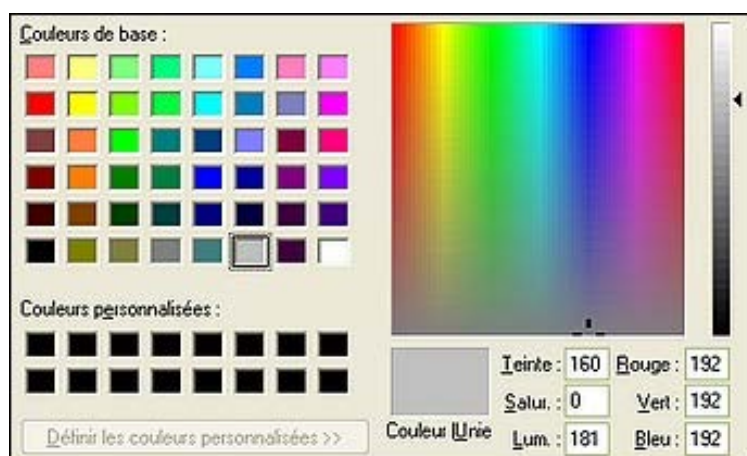 Couleurs de base :
Couleurs personnalisées :
Définir les couleurs personnalisées >>
Couleur Unie
Teinte : 160 Rouge : 192
Satur. : 0 Vert : 192
Lum. : 181 Bleu : 192